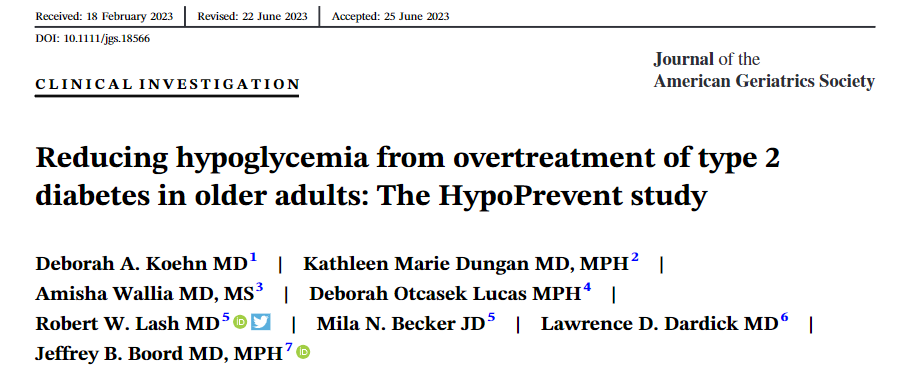 Received: 18 February 2023 | Revised: 22 June 2023 | Accepted: 25 June 2023
DOI: 10.1111/jgs.18566
Journal of the
American Geriatrics Society
CLINICAL INVESTIGATION
Reducing hypoglycemia from overtreatment of type 2
diabetes in older adults: The HypoPrevent study
Deborah A. Koehn MD1 | Kathleen Marie Dungan MD, MPH2 |
Amisha Wallia MD, MS3 | Deborah Otcasek Lucas MPH4 |
Robert W. Lash MD5 | Mila N. Becker JD5 | Lawrence D. Dardick MD6 |
Jeffrey B. Boord MD, MPH7